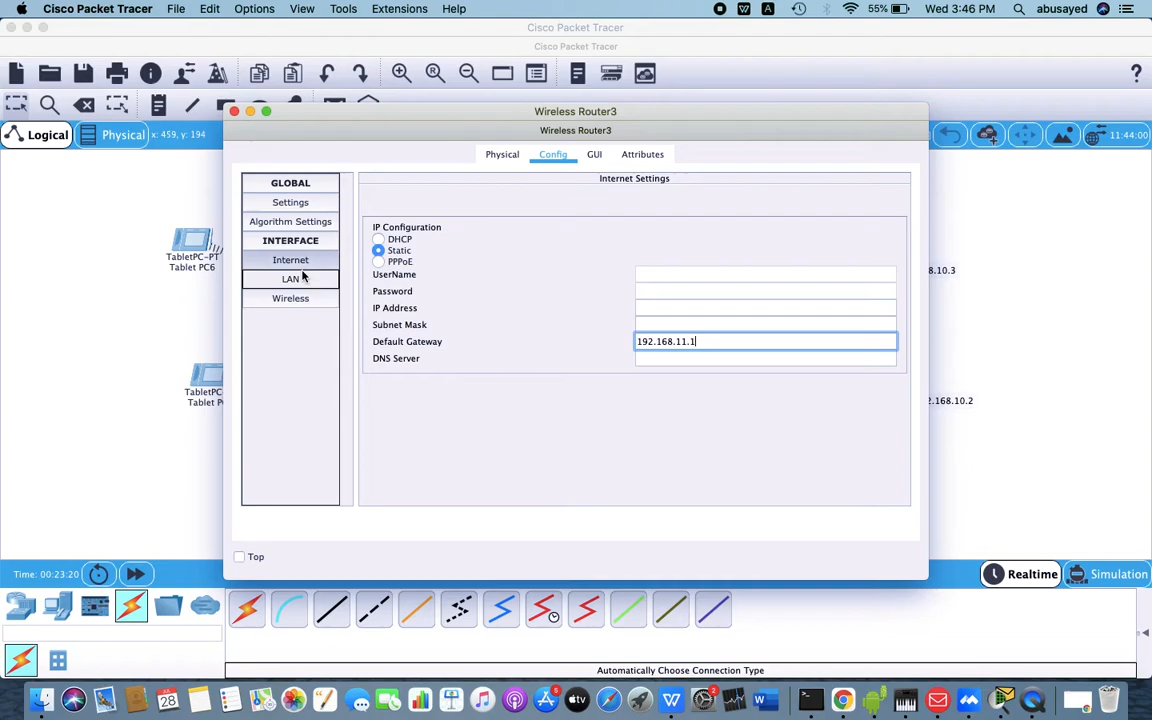 Cisco Packet Tracer File Edit Options View Tools Extensions Help 55% Wed 3:46 PM abusayed
Cisco Packet Tracer
Cisco Packet Tracer
Logical Physical x: 459, y: 194 11:44:00
Wireless Router3
Wireless Router3
Physical Config GUI Attributes
GLOBAL
Settings
Algorithm Settings
INTERFACE
Internet
LAN
Wireless
Internet Settings
IP Configuration
DHCP
Static
PPPoE
UserName
Password
IP Address
Subnet Mask
Default Gateway 192.168.11.1
DNS Server
Top
TabletPC-PT
Tablet PC6
TabletPC
Tablet P
.10.3
2.168.10.2
Time: 00:23:20 Realtime Simulation
Automatically Choose Connection Type